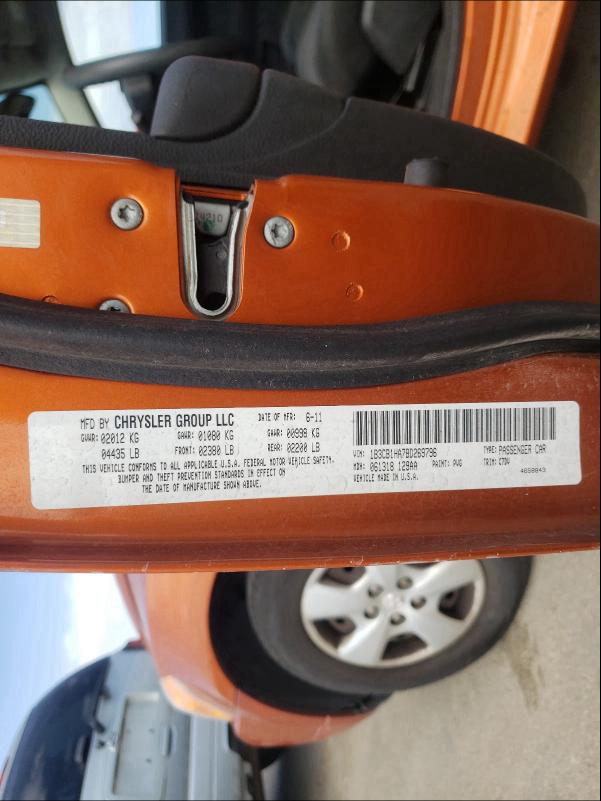 MFD BY CHRYSLER GROUP LLC DATE OF MFR: 6-11
GVWR: 02012 KG GAWR: 01080 KG GAWR: 00998 KG
04435 LB FRONT: 02380 LB REAR: 02200 LB
THIS VEHICLE CONFORMS TO ALL APPLICABLE U.S.A. FEDERAL MOTOR VEHICLE SAFETY,
BUMPER AND THEFT PREVENTION STANDARDS IN EFFECT ON
THE DATE OF MANUFACTURE SHOWN ABOVE.
VIN: 1B3CB1HA7BD269796 TYPE: PASSENGER CAR
MDH: 061318 129AA PAINT: PVG TRIM: C7DV
VEHICLE MADE IN U.S.A. 4658843